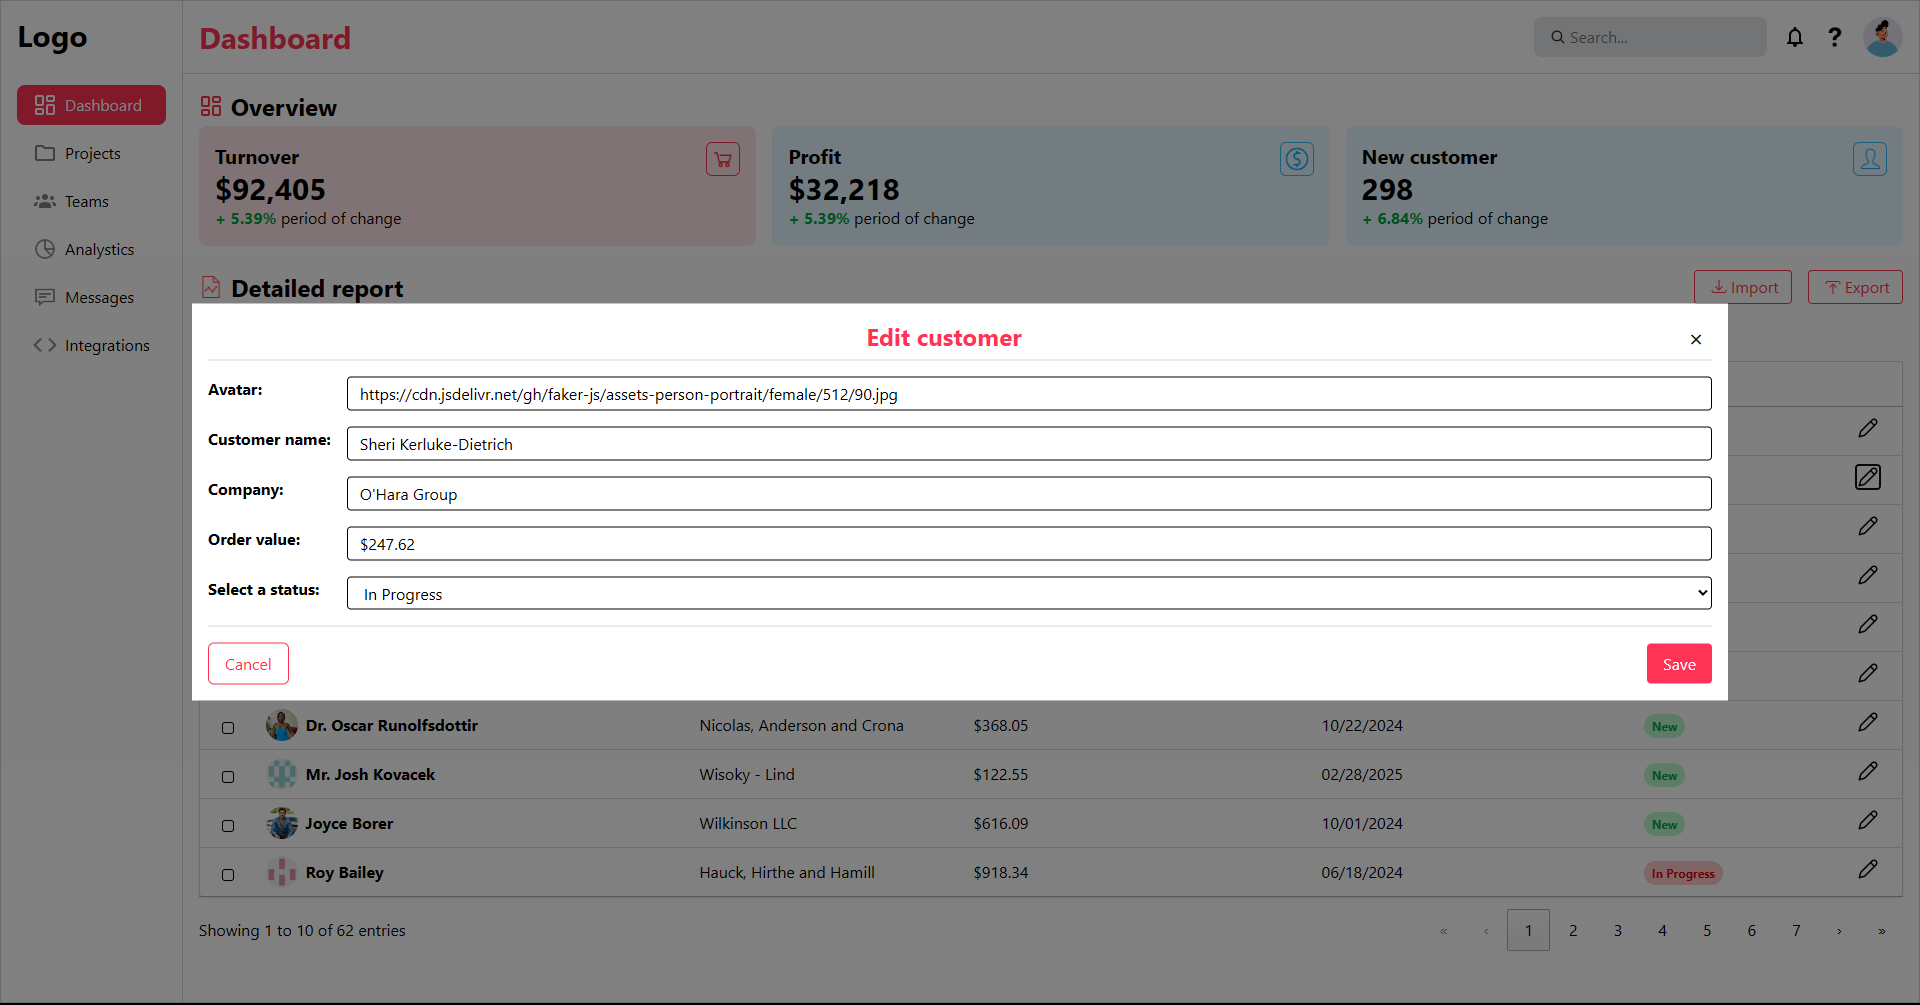 Logo
Dashboard
Search...
?
Dashboard
Projects
Teams
Analystics
Messages
Integrations
Overview
Turnover
$92,405
+ 5.39% period of change
Profit
$32,218
+ 5.39% period of change
New customer
298
+ 6.84% period of change
Detailed report
Import
Export
Edit customer
×
Avatar:
https://cdn.jsdelivr.net/gh/faker-js/assets-person-portrait/female/512/90.jpg
Customer name:
Sheri Kerluke-Dietrich
Company:
O'Hara Group
Order value:
$247.62
Select a status:
In Progress
Cancel
Save
Dr. Oscar Runolfsdottir Nicolas, Anderson and Crona $368.05 10/22/2024 New
Mr. Josh Kovacek Wisoky - Lind $122.55 02/28/2025 New
Joyce Borer Wilkinson LLC $616.09 10/01/2024 New
Roy Bailey Hauck, Hirthe and Hamill $918.34 06/18/2024 In Progress
Showing 1 to 10 of 62 entries
« ‹ 1 2 3 4 5 6 7 › »